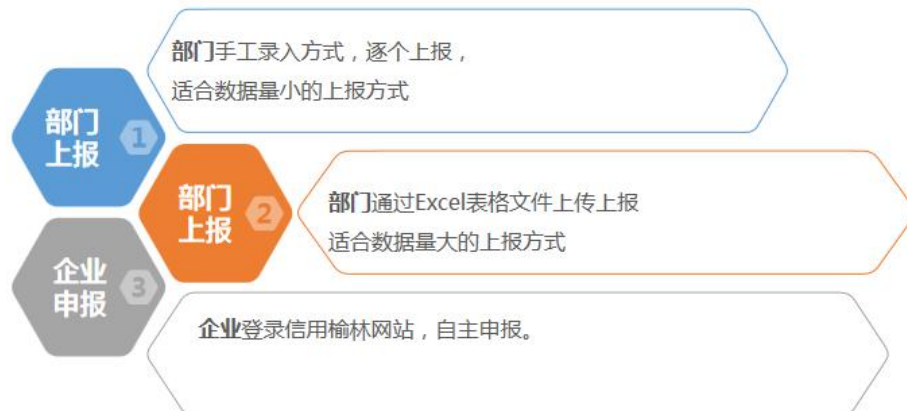 部门手工录入方式，逐个上报，
适合数据量小的上报方式
部门
上报
1
部门
上报
2
部门通过Excel表格文件上传上报
适合数据量大的上报方式
企业
申报
3
企业登录信用榆林网站，自主申报。